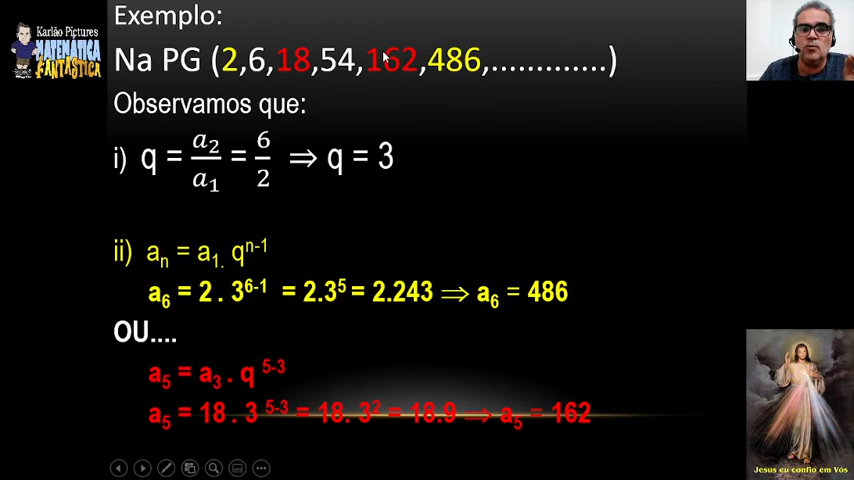 Karlão Pictures
MATEMÁTICA
FANTÁSTICA
Exemplo:
Na PG (2,6,18,54,162,486,.............)
Observamos que:
i) q = a₂/a₁ = 6/2 ⇒ q = 3
ii) aₙ = a₁. qⁿ⁻¹
a₆ = 2 . 3⁶⁻¹ = 2.3⁵ = 2.243 ⇒ a₆ = 486
OU....
a₅ = a₃ . q ⁵⁻³
a₅ = 18 . 3 ⁵⁻³ = 18. 3² = 18.9 ⇒ a₅ = 162
Jesus eu confio em Vós